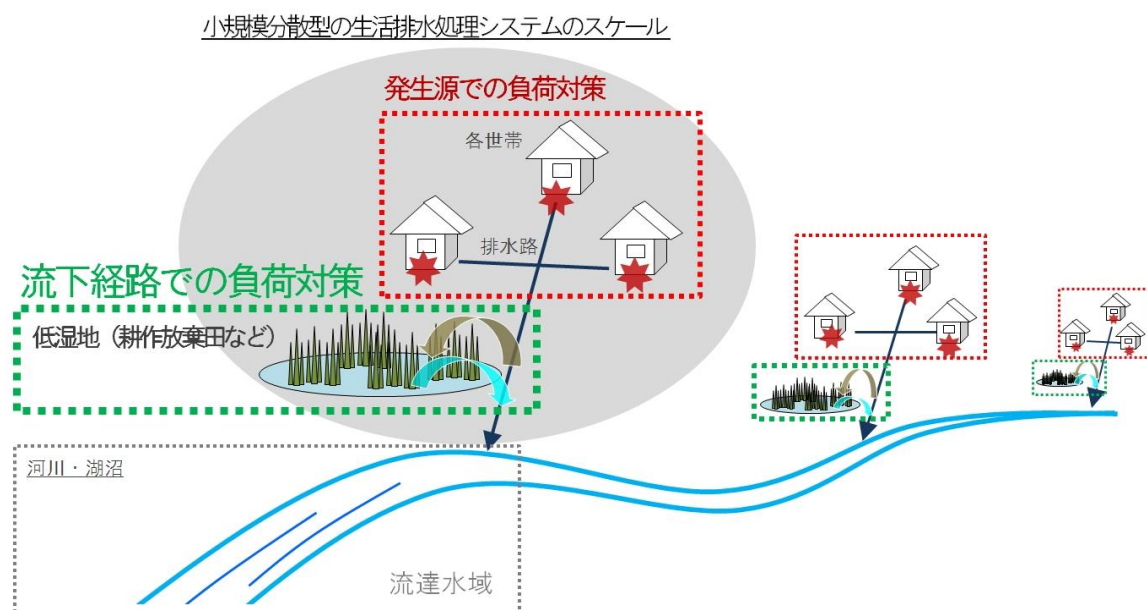 小規模分散型の生活排水処理システムのスケール
発生源での負荷対策
各世帯
排水路
流下経路での負荷対策
低湿地（耕作放棄田など）
河川・湖沼
流達水域